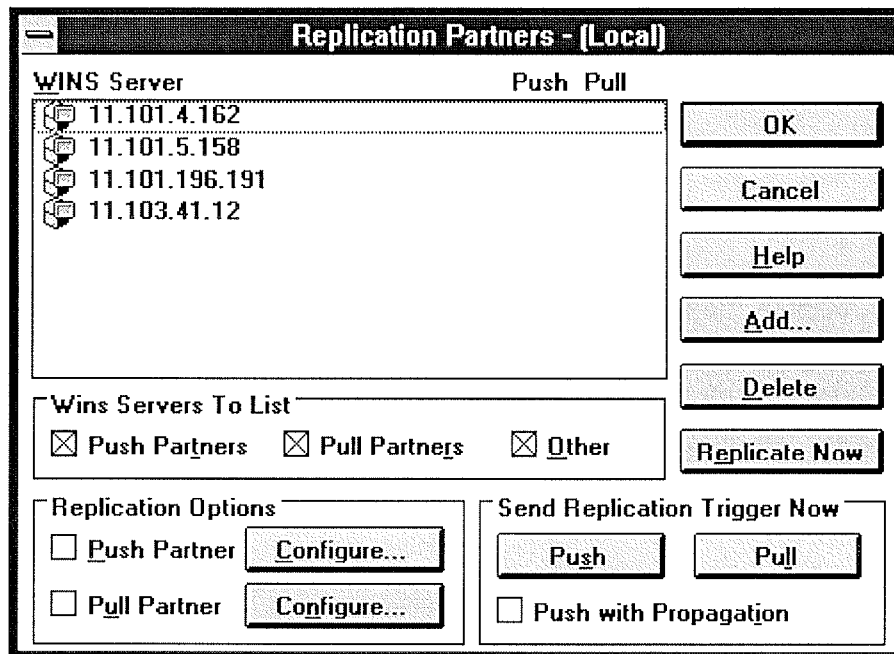 Replication Partners - (Local)
WINS Server Push Pull
11.101.4.162
11.101.5.158
11.101.196.191
11.103.41.12
OK
Cancel
Help
Add...
Delete
Replicate Now
Wins Servers To List
Push Partners Pull Partners Other
Replication Options
Push Partner Configure...
Pull Partner Configure...
Send Replication Trigger Now
Push Pull
Push with Propagation